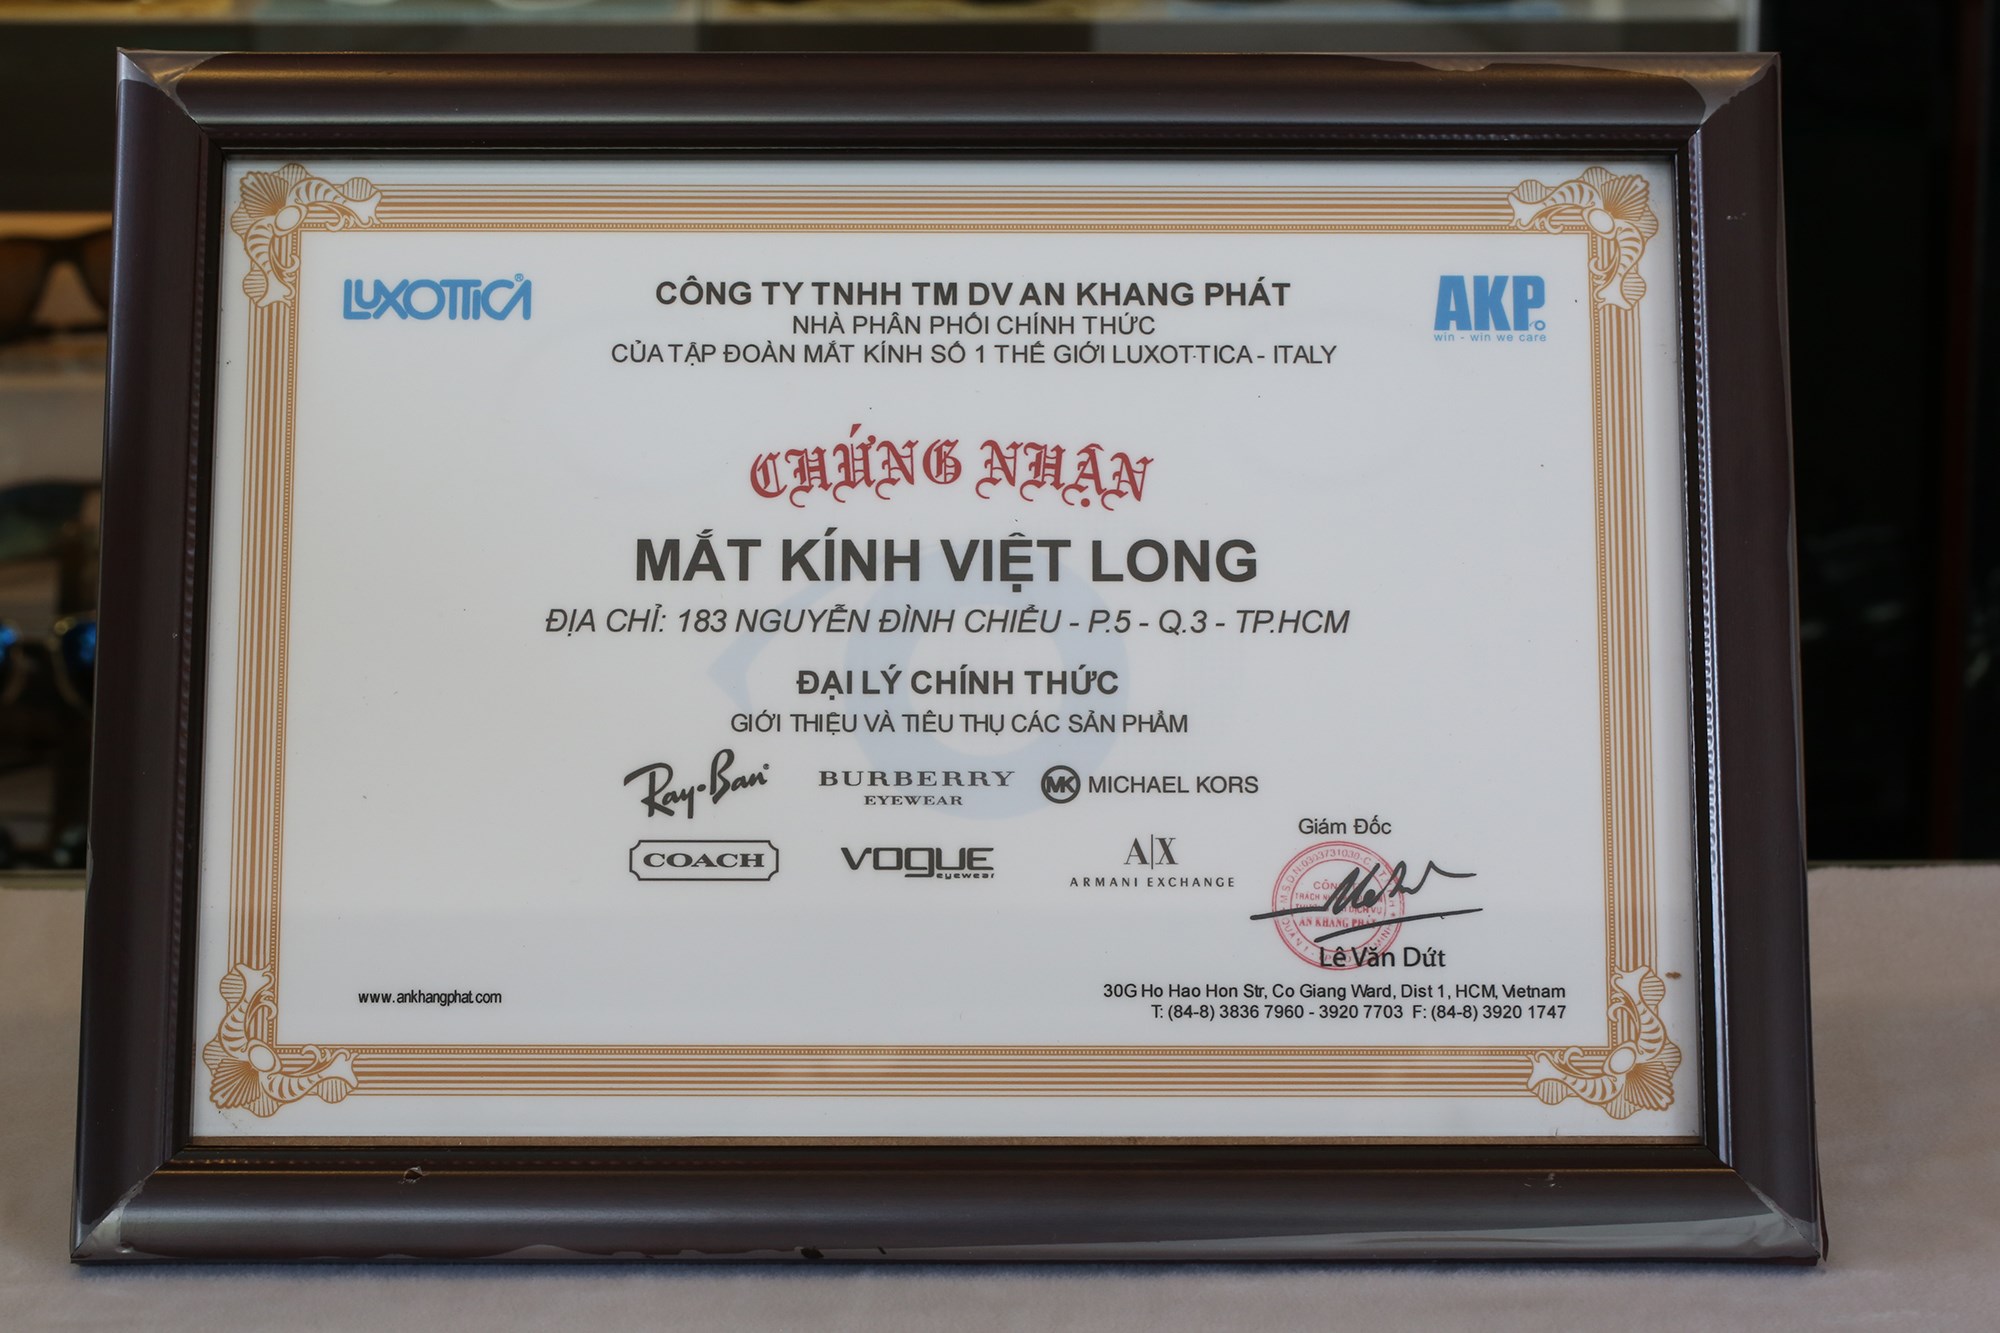 LUXOTTICA®
CÔNG TY TNHH TM DV AN KHANG PHÁT
NHÀ PHÂN PHỐI CHÍNH THỨC
CỦA TẬP ĐOÀN MẮT KÍNH SỐ 1 THẾ GIỚI LUXOTTICA - ITALY
AKP
win - win we care
CHỨNG NHẬN
MẮT KÍNH VIỆT LONG
ĐỊA CHỈ: 183 NGUYỄN ĐÌNH CHIỂU - P.5 - Q.3 - TP.HCM
ĐẠI LÝ CHÍNH THỨC
GIỚI THIỆU VÀ TIÊU THỤ CÁC SẢN PHẨM
Ray-Ban
BURBERRY
EYEWEAR
MK MICHAEL KORS
COACH
VOGUE
eyewear
A|X
ARMANI EXCHANGE
Giám Đốc
AN KHANG PHÁT
Lê Văn Dứt
www.ankhangphat.com
30G Ho Hao Hon Str, Co Giang Ward, Dist 1, HCM, Vietnam
T: (84-8) 3836 7960 - 3920 7703 F: (84-8) 3920 1747